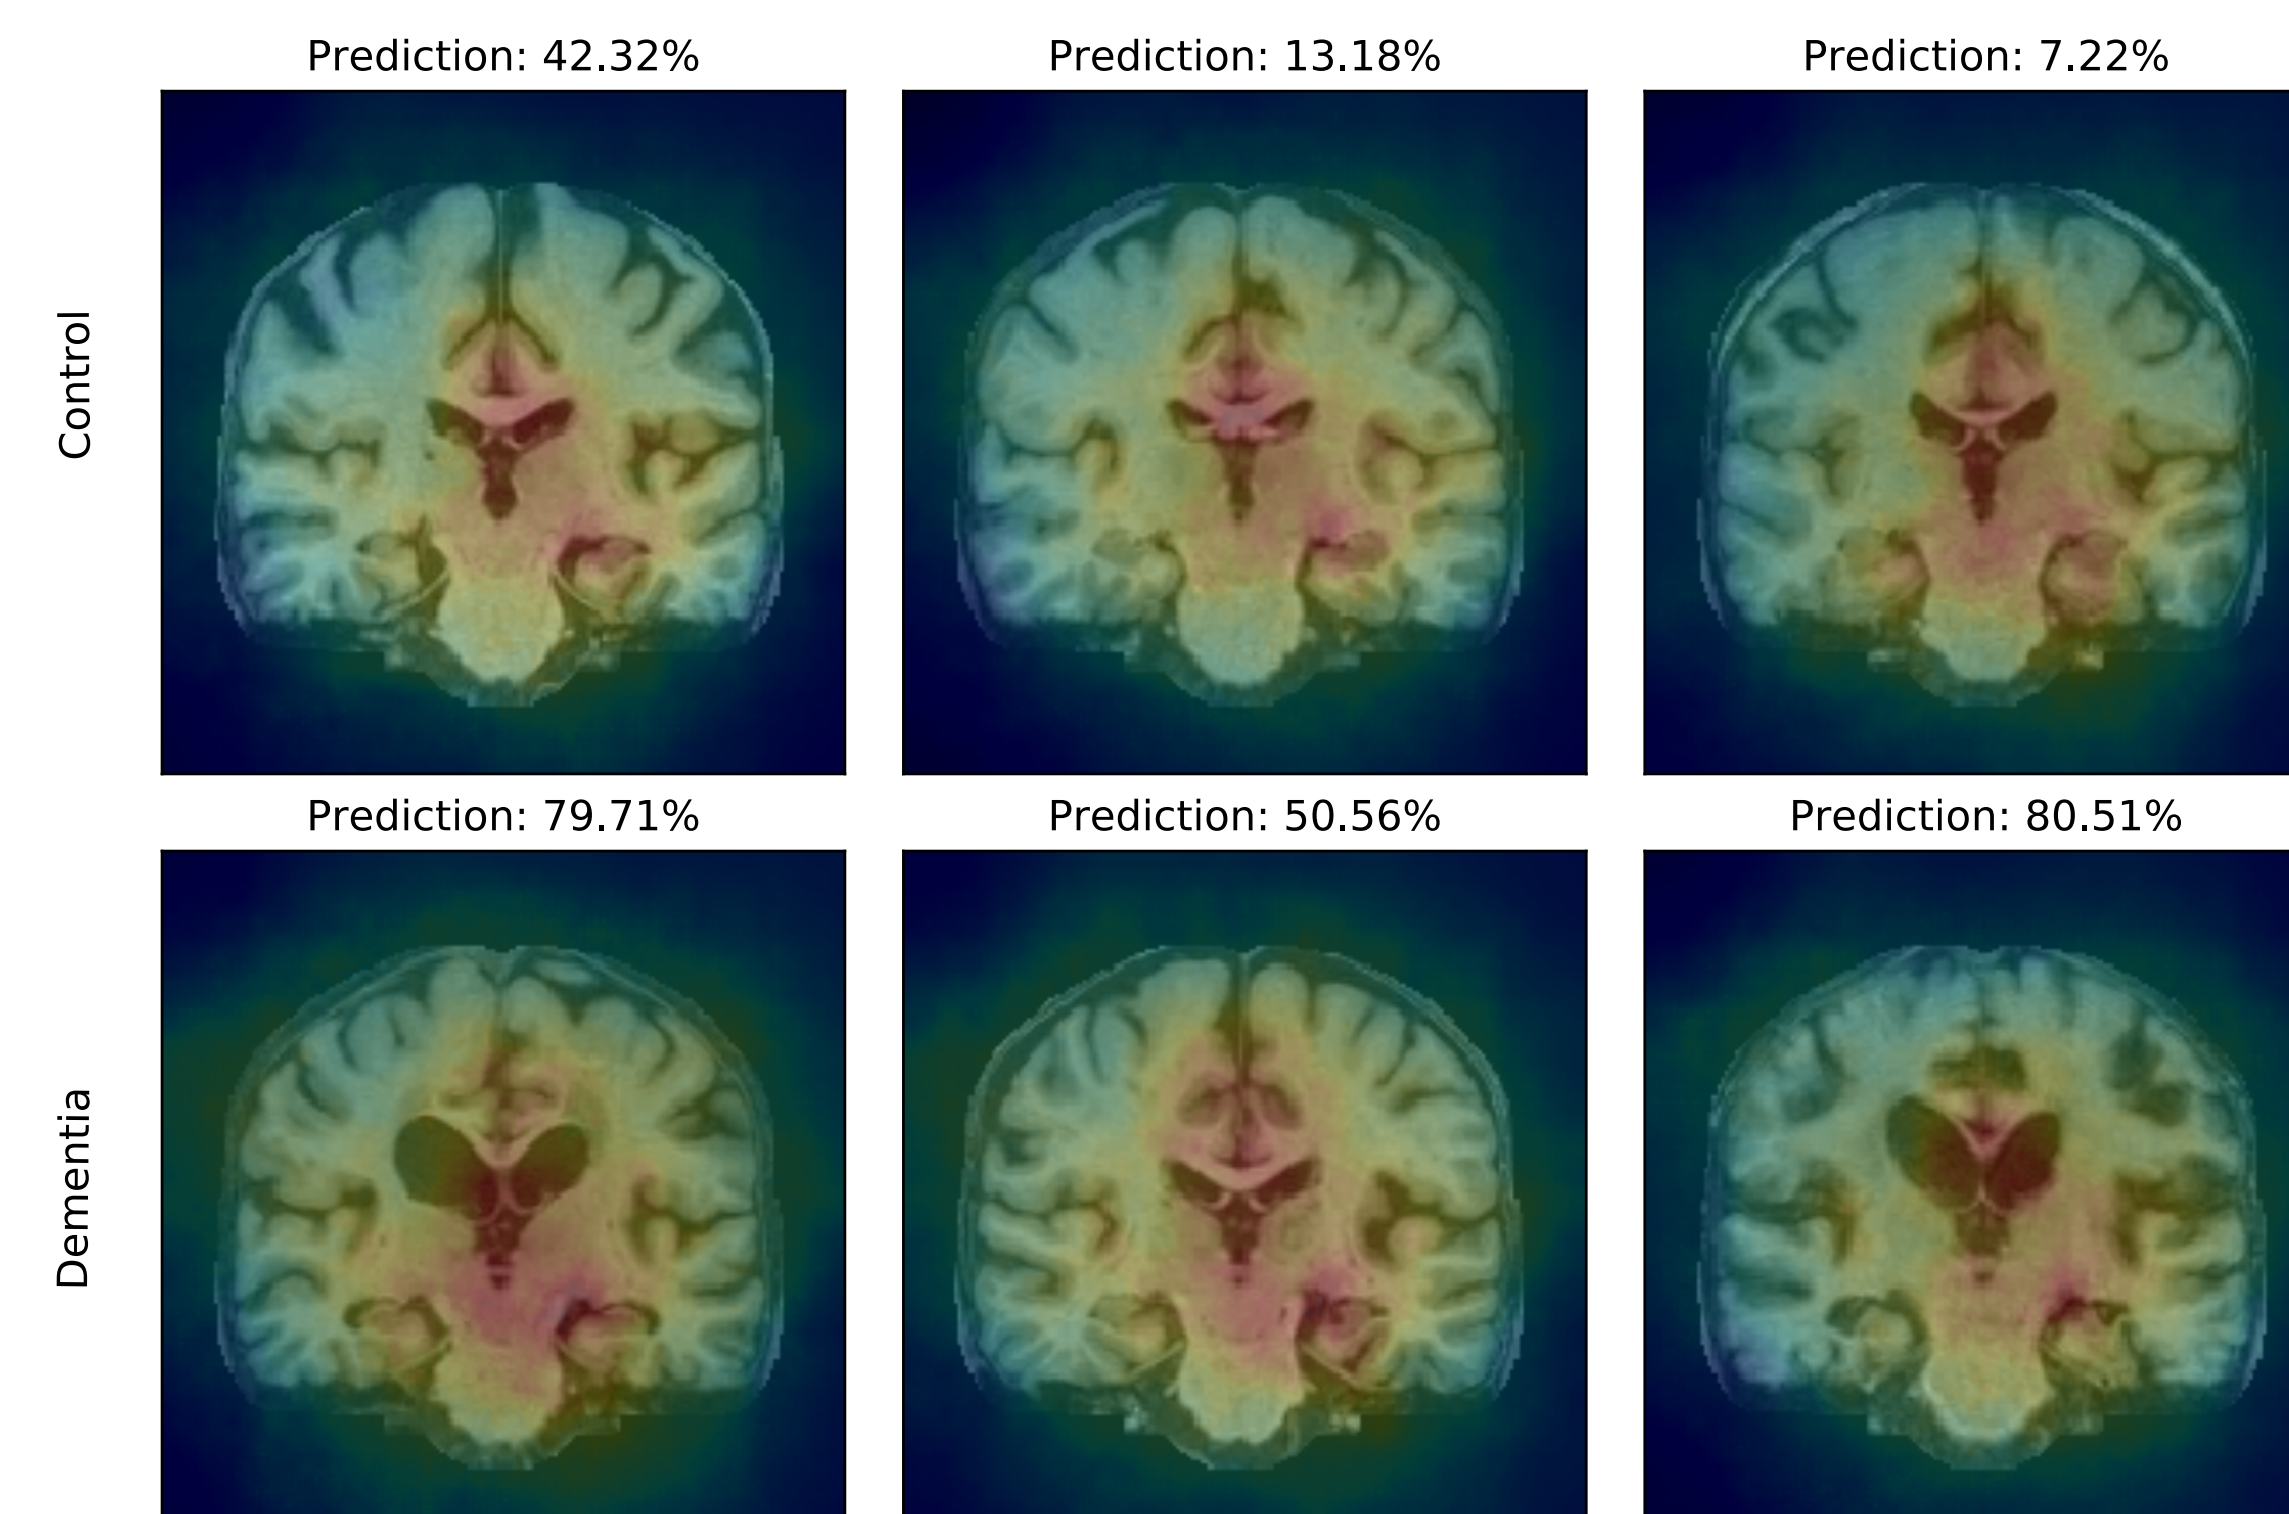 Prediction: 42.32%
Prediction: 13.18%
Prediction: 7.22%
Control
Prediction: 79.71%
Prediction: 50.56%
Prediction: 80.51%
Dementia